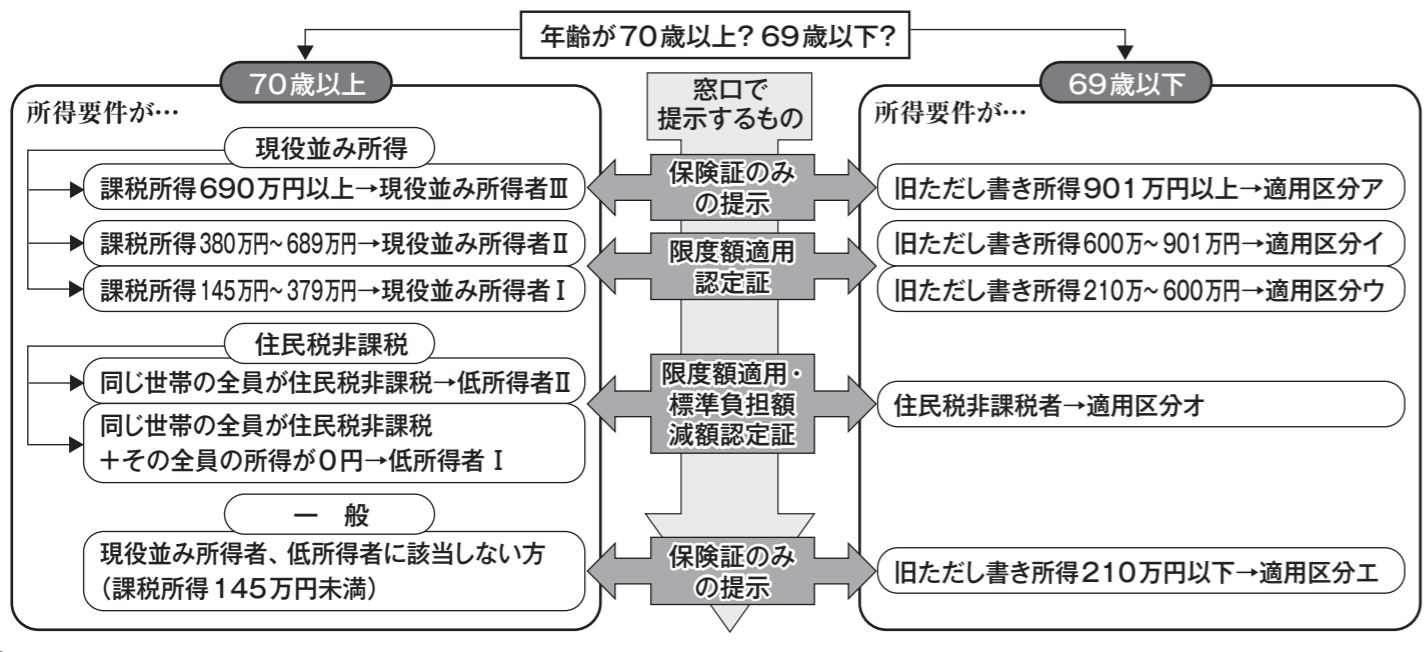 年齢が70歳以上？ 69歳以下？
70歳以上
所得要件が…
現役並み所得
課税所得690万円以上→現役並み所得者Ⅲ
課税所得380万円～689万円→現役並み所得者Ⅱ
課税所得145万円～379万円→現役並み所得者Ⅰ
住民税非課税
同じ世帯の全員が住民税非課税→低所得者Ⅱ
同じ世帯の全員が住民税非課税
＋その全員の所得が０円→低所得者Ⅰ
一 般
現役並み所得者、低所得者に該当しない方
（課税所得145万円未満）
窓口で
提示するもの
保険証のみ
の提示
限度額適用
認定証
限度額適用・
標準負担額
減額認定証
保険証のみ
の提示
69歳以下
所得要件が…
旧ただし書き所得901万円以上→適用区分ア
旧ただし書き所得600万～901万円→適用区分イ
旧ただし書き所得210万～600万円→適用区分ウ
住民税非課税者→適用区分オ
旧ただし書き所得210万円以下→適用区分エ